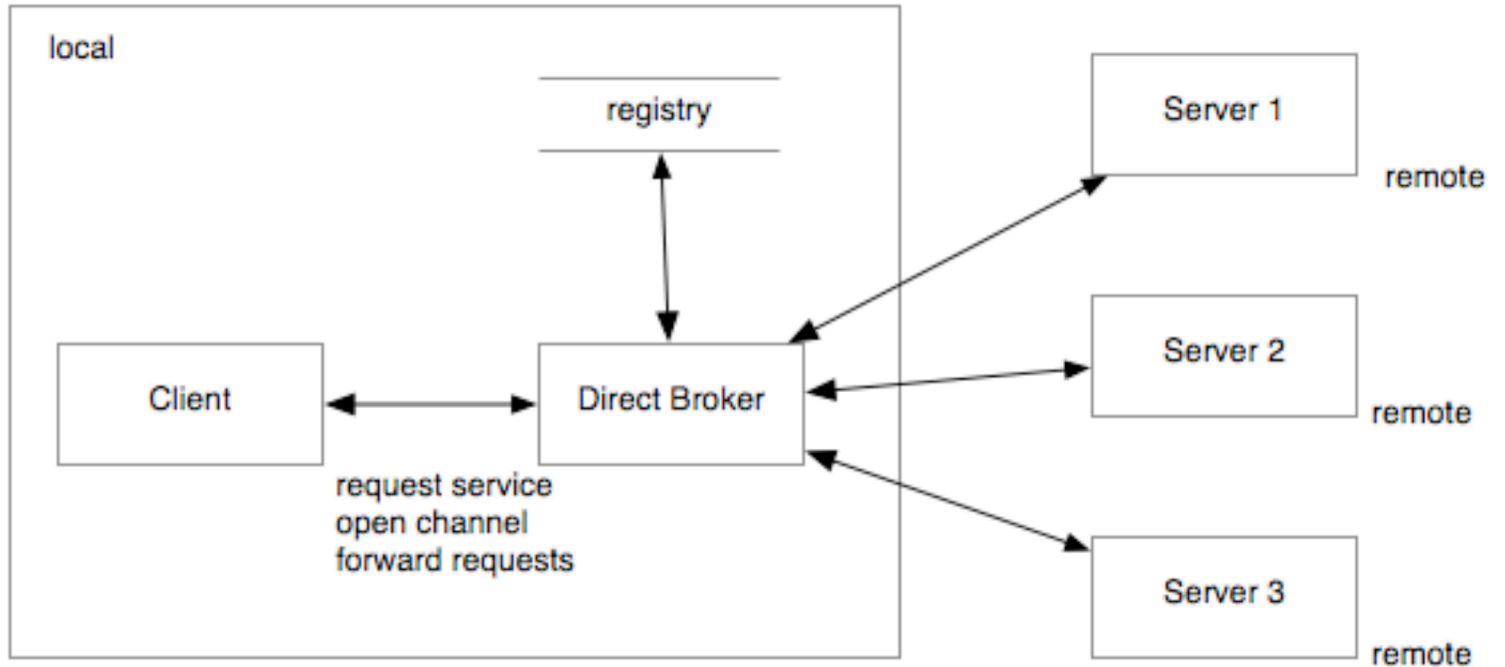 local
registry
Server 1
remote
Client
Direct Broker
Server 2
remote
request service
open channel
forward requests
Server 3
remote